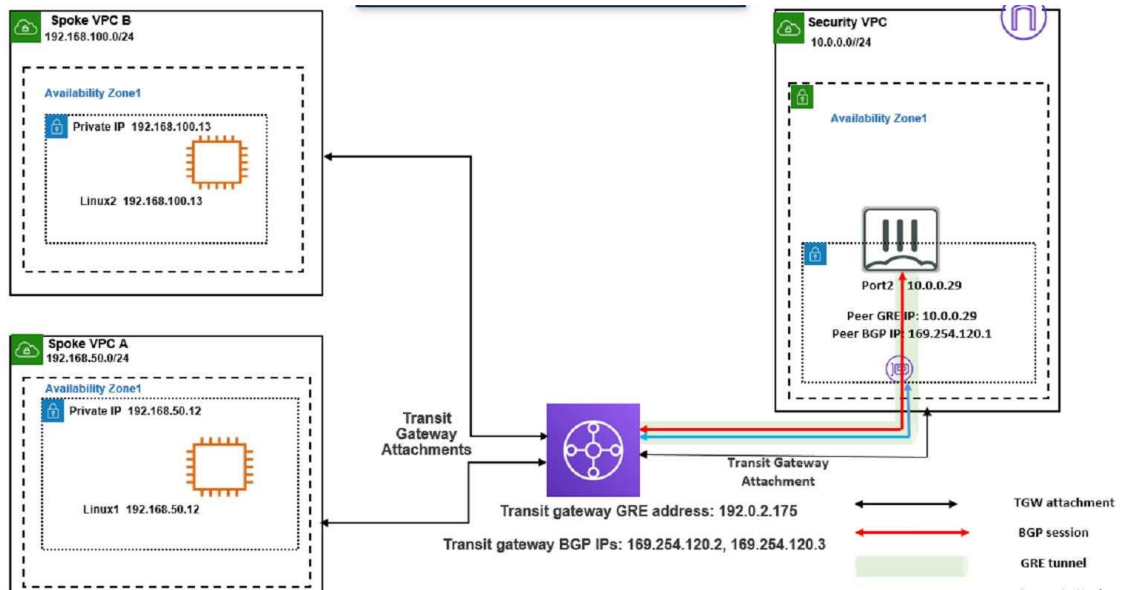 Spoke VPC B
192.168.100.0/24
Availability Zone1
Private IP 192.168.100.13
Linux2 192.168.100.13
Spoke VPC A
192.168.50.0/24
Availability Zone1
Private IP 192.168.50.12
Linux1 192.168.50.12
Transit
Gateway
Attachments
Transit gateway GRE address: 192.0.2.175
Transit gateway BGP IPs: 169.254.120.2, 169.254.120.3
Security VPC
10.0.0.0//24
Availability Zone1
Port2 10.0.0.29
Peer GRE IP: 10.0.0.29
Peer BGP IP: 169.254.120.1
Transit Gateway
Attachment
TGW attachment
BGP session
GRE tunnel